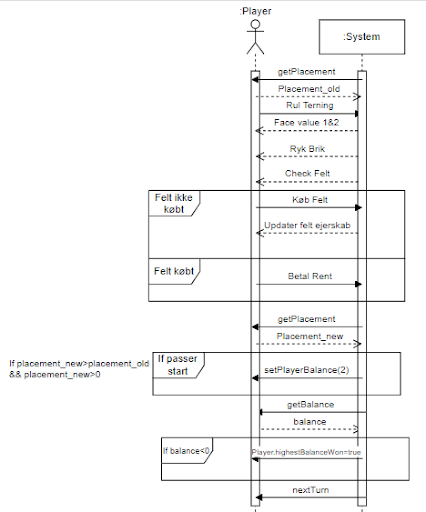 :Player
:System
getPlacement
Placement_old
Rul Terning
Face value 1&2
Ryk Brik
Check Felt
Felt ikke
købt
Køb Felt
Updater felt ejerskab
Felt købt
Betal Rent
getPlacement
Placement_new
If placement_new>placement_old
&& placement_new>0
If passer
start
setPlayerBalance(2)
getBalance
balance
If balance<0
Player.highestBalanceWon=true
nextTurn